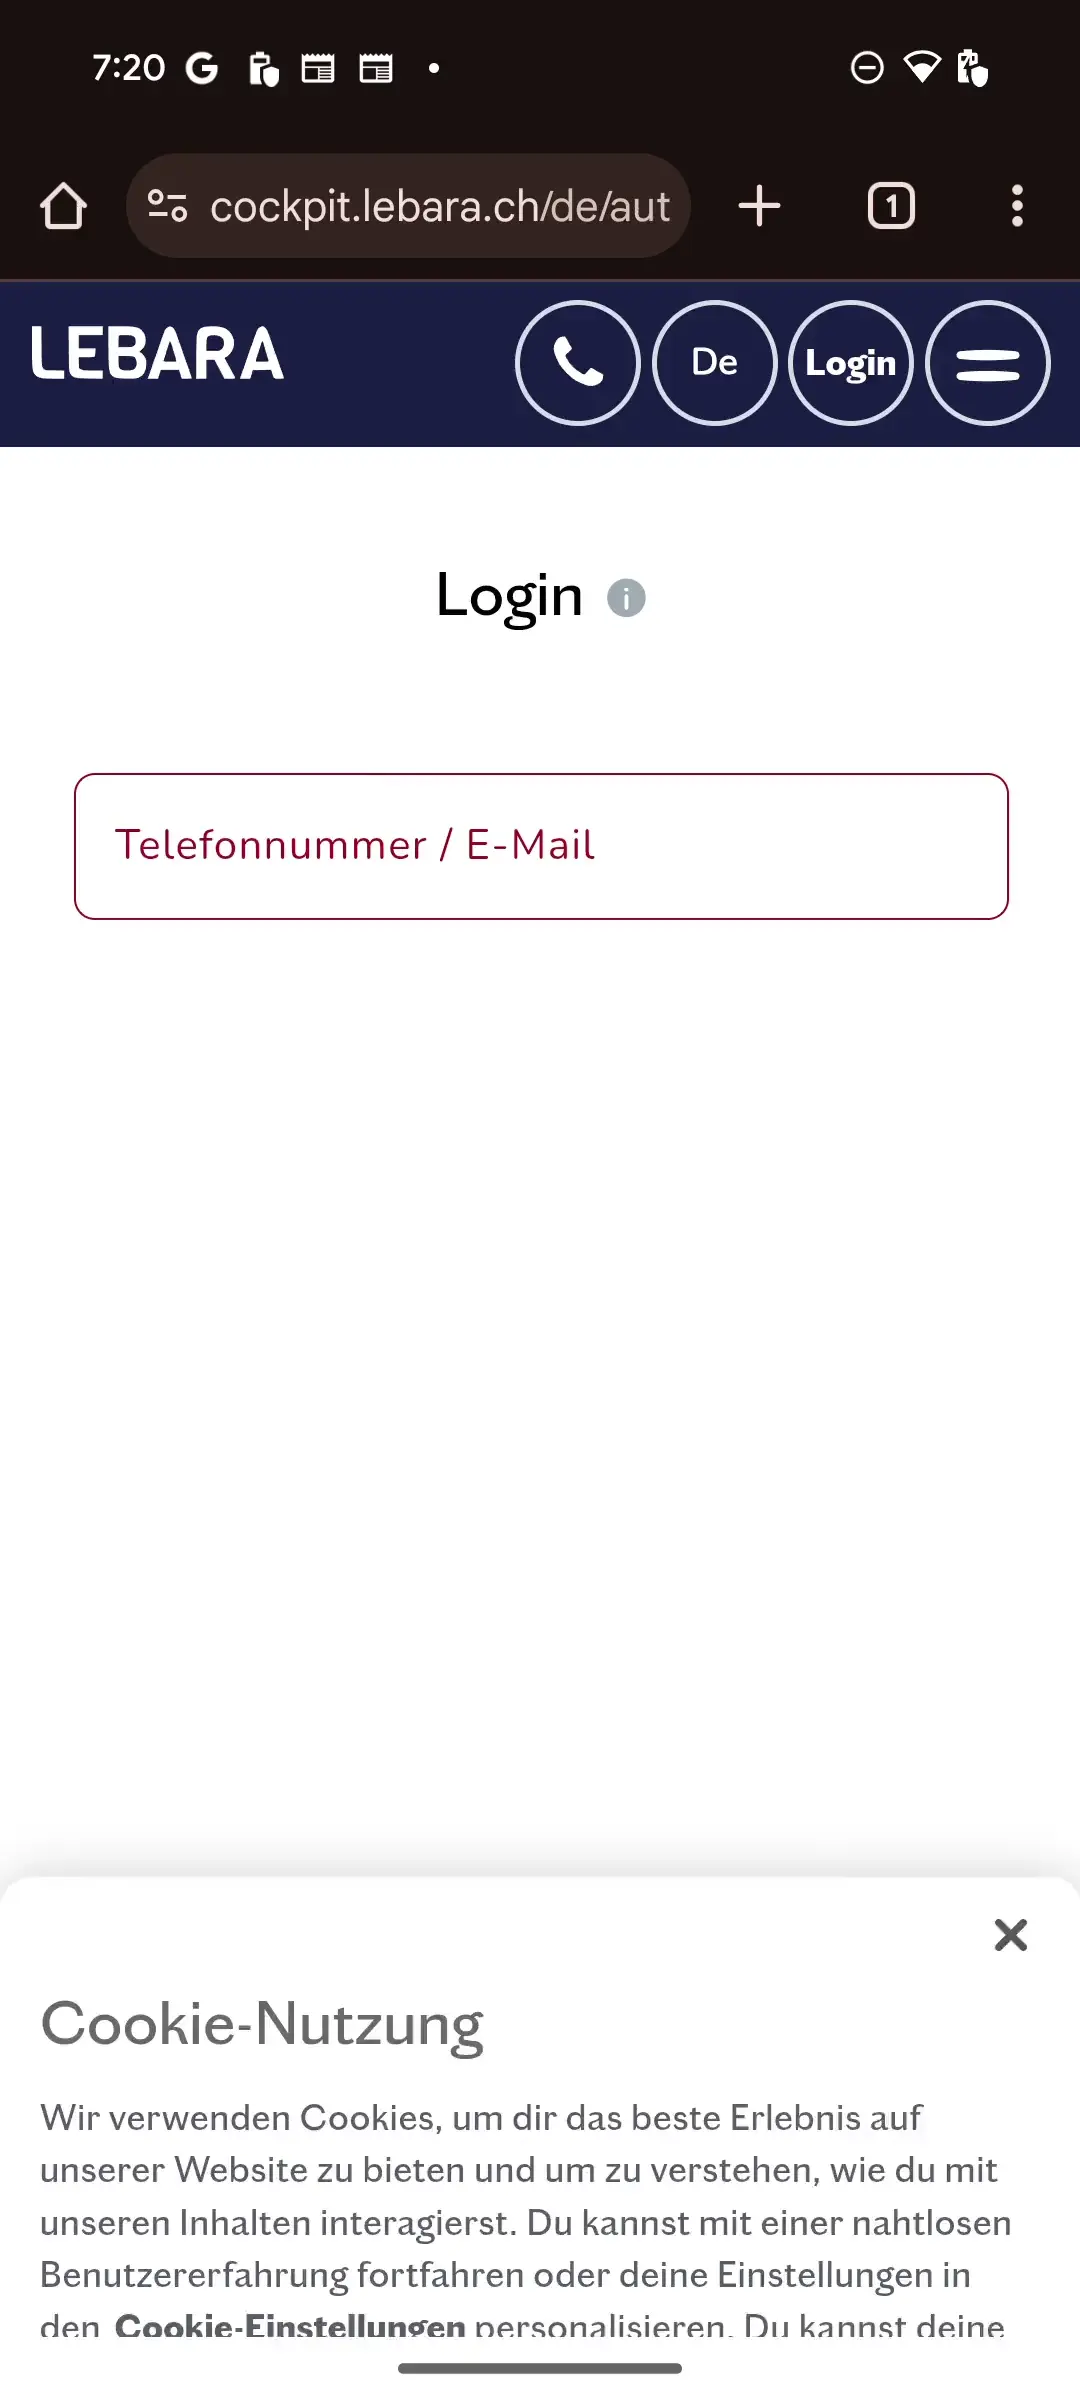 7:20
cockpit.lebara.ch/de/aut
1
LEBARA
De
Login
Login
Telefonnummer / E-Mail
Cookie-Nutzung
Wir verwenden Cookies, um dir das beste Erlebnis auf
unserer Website zu bieten und um zu verstehen, wie du mit
unseren Inhalten interagierst. Du kannst mit einer nahtlosen
Benutzererfahrung fortfahren oder deine Einstellungen in
den Cookie-Einstellungen personalisieren. Du kannst deine